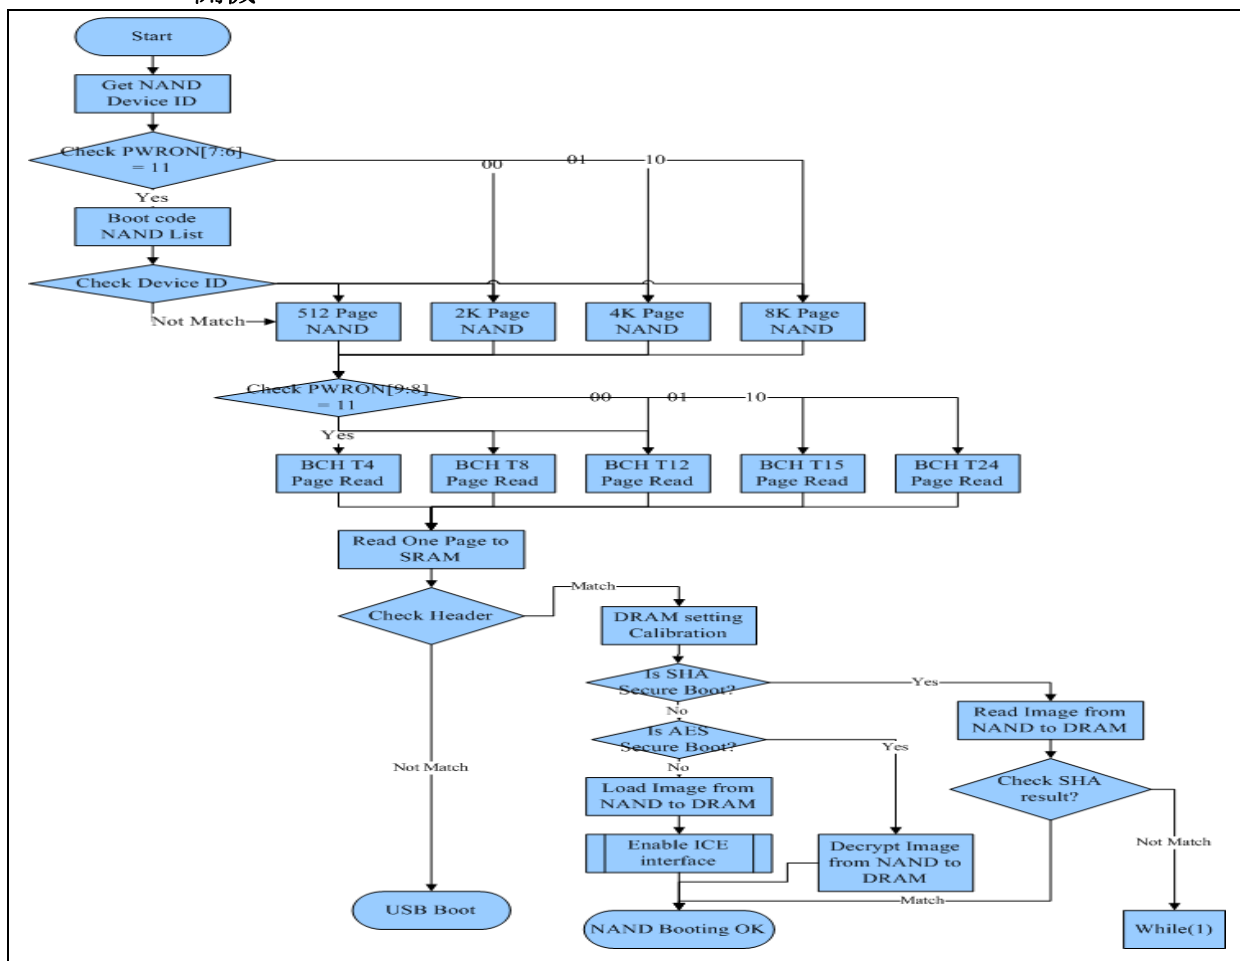 Start
Get NAND
Device ID
Check PWRON[7:6]
= 11
00
01
10
Yes
Boot code
NAND List
Check Device ID
Not Match
512 Page
NAND
2K Page
NAND
4K Page
NAND
8K Page
NAND
Check PWRON[9:8]
= 11
00
01
10
Yes
BCH T4
Page Read
BCH T8
Page Read
BCH T12
Page Read
BCH T15
Page Read
BCH T24
Page Read
Read One Page to
SRAM
Check Header
Match
DRAM setting
Calibration
Is SHA
Secure Boot?
Yes
No
Read Image from
NAND to DRAM
Is AES
Secure Boot?
Yes
No
Not Match
Load Image from
NAND to DRAM
Check SHA
result?
Not Match
Enable ICE
interface
Decrypt Image
from NAND to
DRAM
Match
USB Boot
NAND Booting OK
While(1)